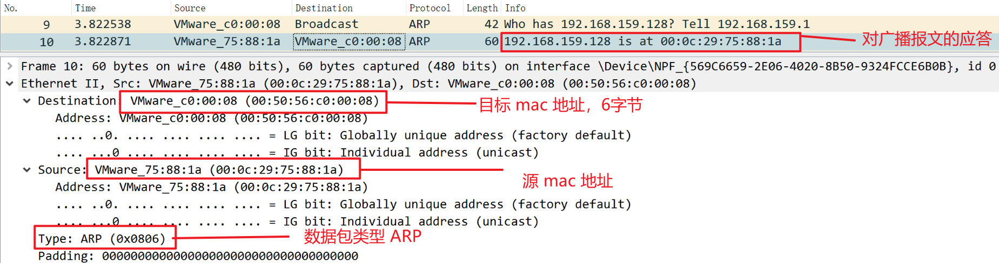 No. Time Source Destination Protocol Length Info
9 3.822538 VMware_c0:00:08 Broadcast ARP 42 Who has 192.168.159.128? Tell 192.168.159.1
10 3.822871 VMware_75:88:1a VMware_c0:00:08 ARP 60 192.168.159.128 is at 00:0c:29:75:88:1a 对广播报文的应答
Frame 10: 60 bytes on wire (480 bits), 60 bytes captured (480 bits) on interface \Device\NPF_{569C6659-2E06-4020-8B50-9324FCCE6B0B}, id 0
Ethernet II, Src: VMware_75:88:1a (00:0c:29:75:88:1a), Dst: VMware_c0:00:08 (00:50:56:c0:00:08)
Destination: VMware_c0:00:08 (00:50:56:c0:00:08) 目标 mac 地址，6字节
Address: VMware_c0:00:08 (00:50:56:c0:00:08)
.... ..0. .... .... .... .... = LG bit: Globally unique address (factory default)
.... ...0 .... .... .... .... = IG bit: Individual address (unicast)
Source: VMware_75:88:1a (00:0c:29:75:88:1a) 源 mac 地址
Address: VMware_75:88:1a (00:0c:29:75:88:1a)
.... ..0. .... .... .... .... = LG bit: Globally unique address (factory default)
.... ...0 .... .... .... .... = IG bit: Individual address (unicast)
Type: ARP (0x0806) 数据包类型 ARP
Padding: 000000000000000000000000000000000000